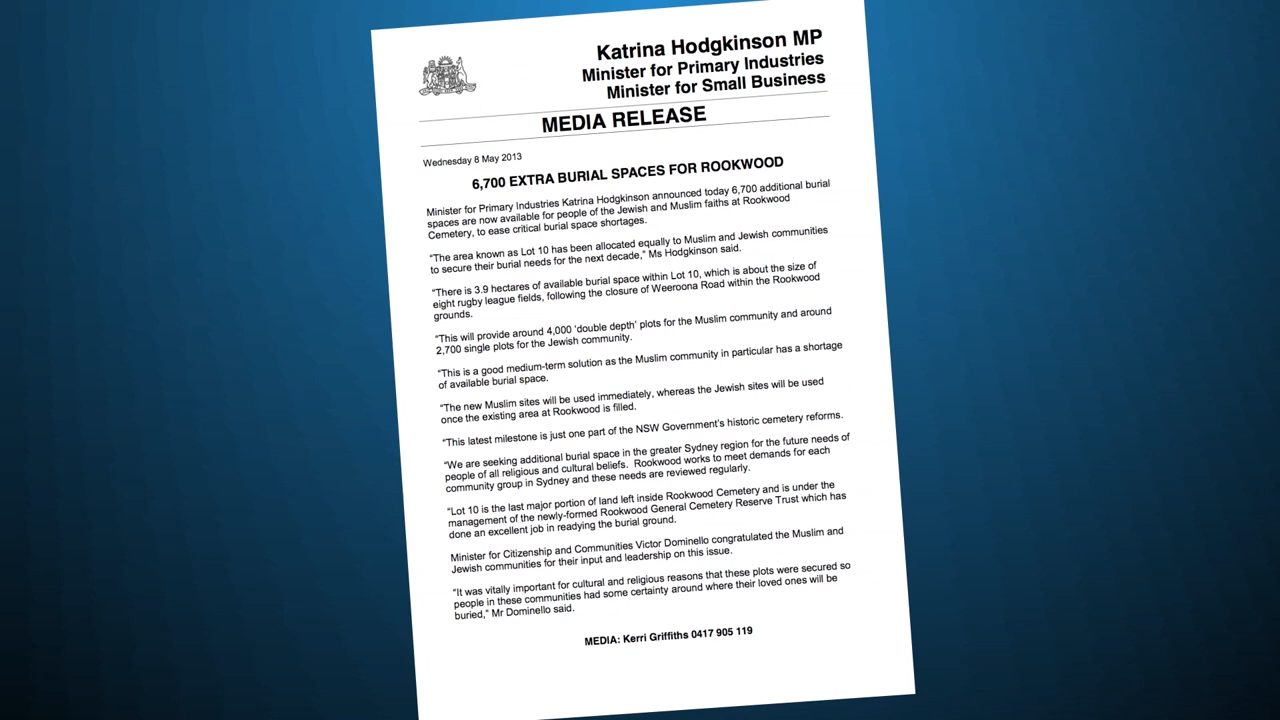 Katrina Hodgkinson MP
Minister for Primary Industries
Minister for Small Business
MEDIA RELEASE
Wednesday 8 May 2013
6,700 EXTRA BURIAL SPACES FOR ROOKWOOD
Minister for Primary Industries Katrina Hodgkinson announced today 6,700 additional burial
spaces are now available for people of the Jewish and Muslim faiths at Rookwood
Cemetery, to ease critical burial space shortages.
“The area known as Lot 10 has been allocated equally to Muslim and Jewish communities
to secure their burial needs for the next decade,” Ms Hodgkinson said.
“There is 3.9 hectares of available burial space within Lot 10, which is about the size of
eight rugby league fields, following the closure of Weeroona Road within the Rookwood
grounds.
“This will provide around 4,000 ‘double depth’ plots for the Muslim community and around
2,700 single plots for the Jewish community.
“This is a good medium-term solution as the Muslim community in particular has a shortage
of available burial space.
“The new Muslim sites will be used immediately, whereas the Jewish sites will be used
once the existing area at Rookwood is filled.
“This latest milestone is just one part of the NSW Government’s historic cemetery reforms.
“We are seeking additional burial space in the greater Sydney region for the future needs of
people of all religious and cultural beliefs.  Rookwood works to meet demands for each
community group in Sydney and these needs are reviewed regularly.
“Lot 10 is the last major portion of land left inside Rookwood Cemetery and is under the
management of the newly-formed Rookwood General Cemetery Reserve Trust which has
done an excellent job in readying the burial ground.
Minister for Citizenship and Communities Victor Dominello congratulated the Muslim and
Jewish communities for their input and leadership on this issue.
“It was vitally important for cultural and religious reasons that these plots were secured so
people in these communities had some certainty around where their loved ones will be
buried,” Mr Dominello said.
MEDIA: Kerri Griffiths 0417 905 119